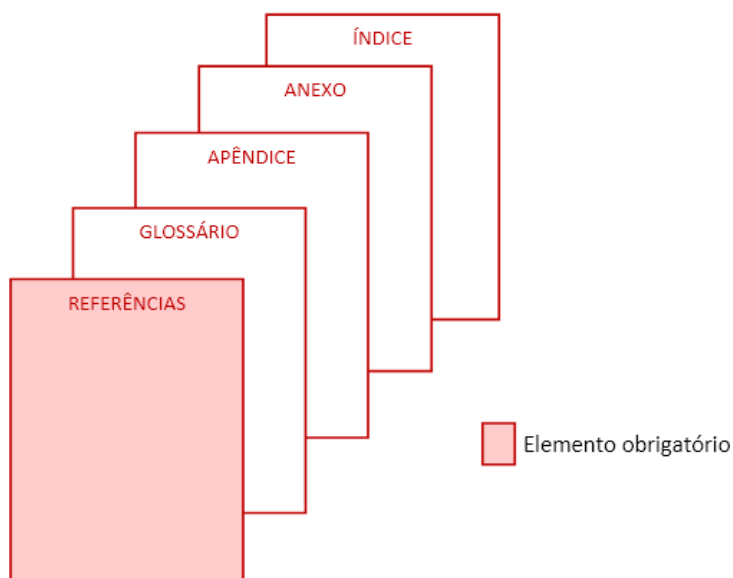 ÍNDICE
ANEXO
APÊNDICE
GLOSSÁRIO
REFERÊNCIAS
Elemento obrigatório